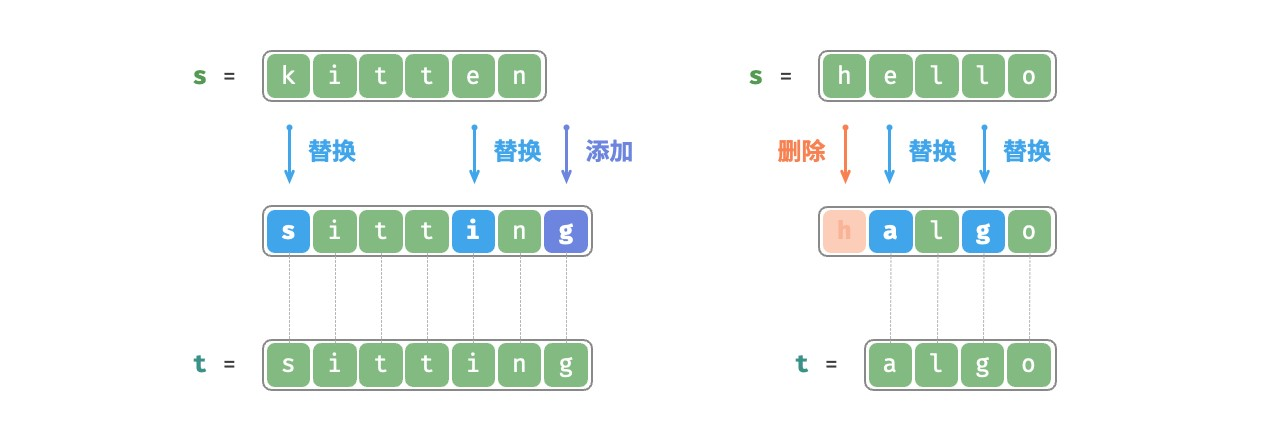 s = k i t t e n
替换 替换 添加
s i t t i n g
t = s i t t i n g
s = h e l l o
删除 替换 替换
h a l g o
t = a l g o